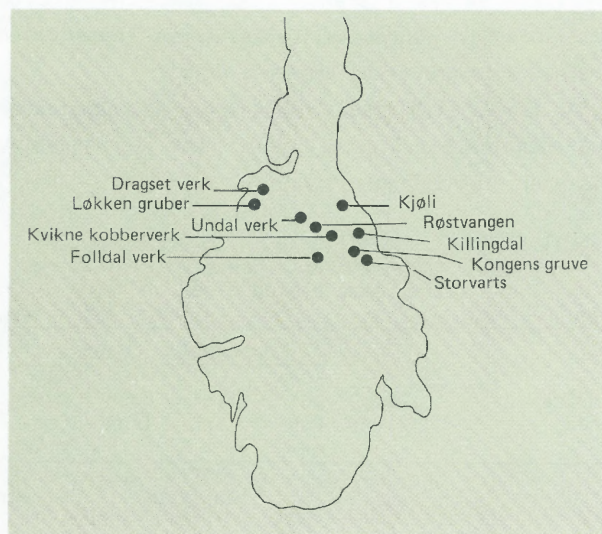 Dragset verk
Løkken gruber
Undal verk
Kvikne kobberverk
Folldal verk
Kjøli
Røstvangen
Killingdal
Kongens gruve
Storvarts